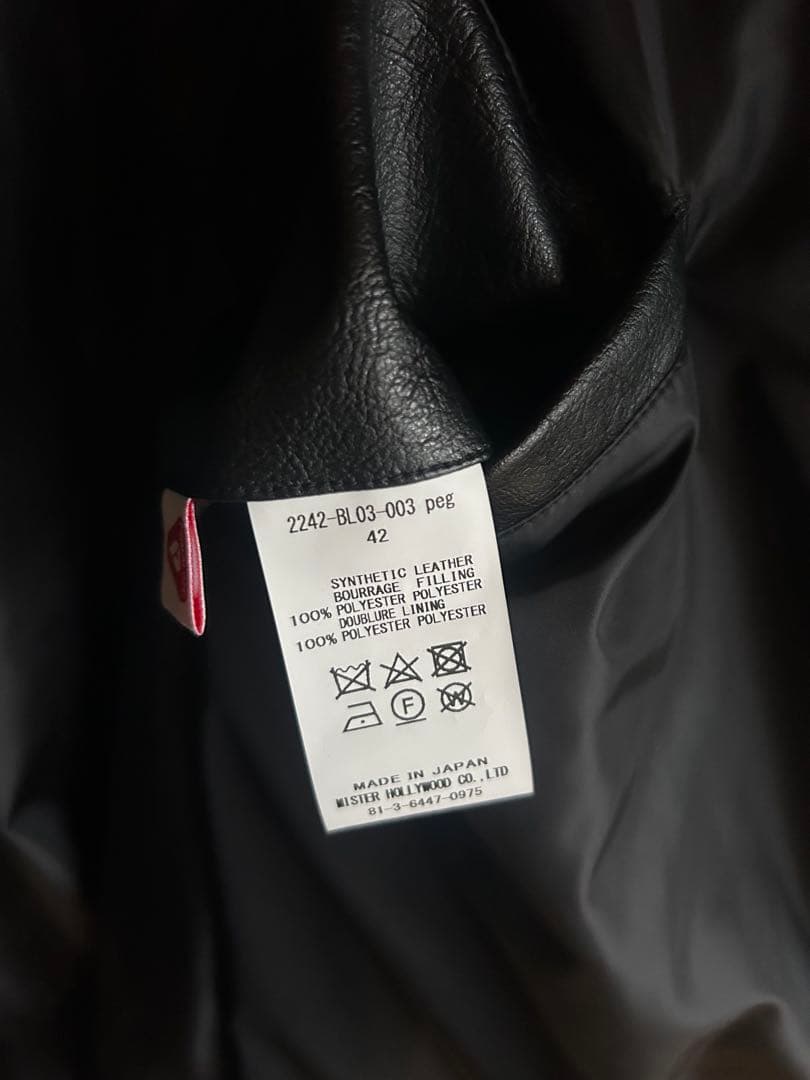 2242-BL03-003 peg
42
SYNTHETIC LEATHER
BOURRAGE FILLING
100% POLYESTER POLYESTER
DOUBLURE LINING
100% POLYESTER POLYESTER
F
W
MADE IN JAPAN
MISTER HOLLYWOOD CO.,LTD
81-3-6447-0975